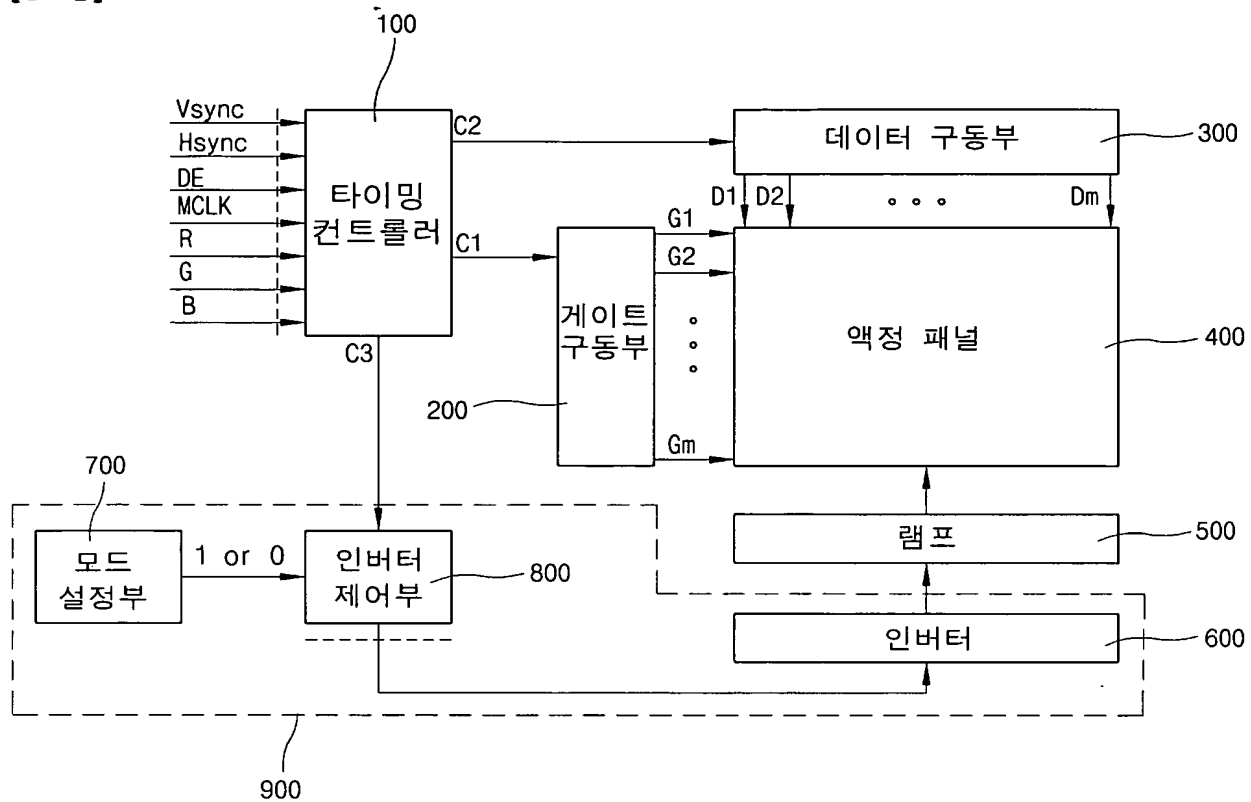 100
Vsync
Hsync
DE
MCLK
R
G
B
타이밍
컨트롤러
C2
C1
C3
데이터 구동부
300
D1
D2
Dm
G1
G2
Gm
게이트
구동부
200
액정 패널
400
700
모드
설정부
1 or 0
인버터
제어부
800
램프
500
인버터
600
900